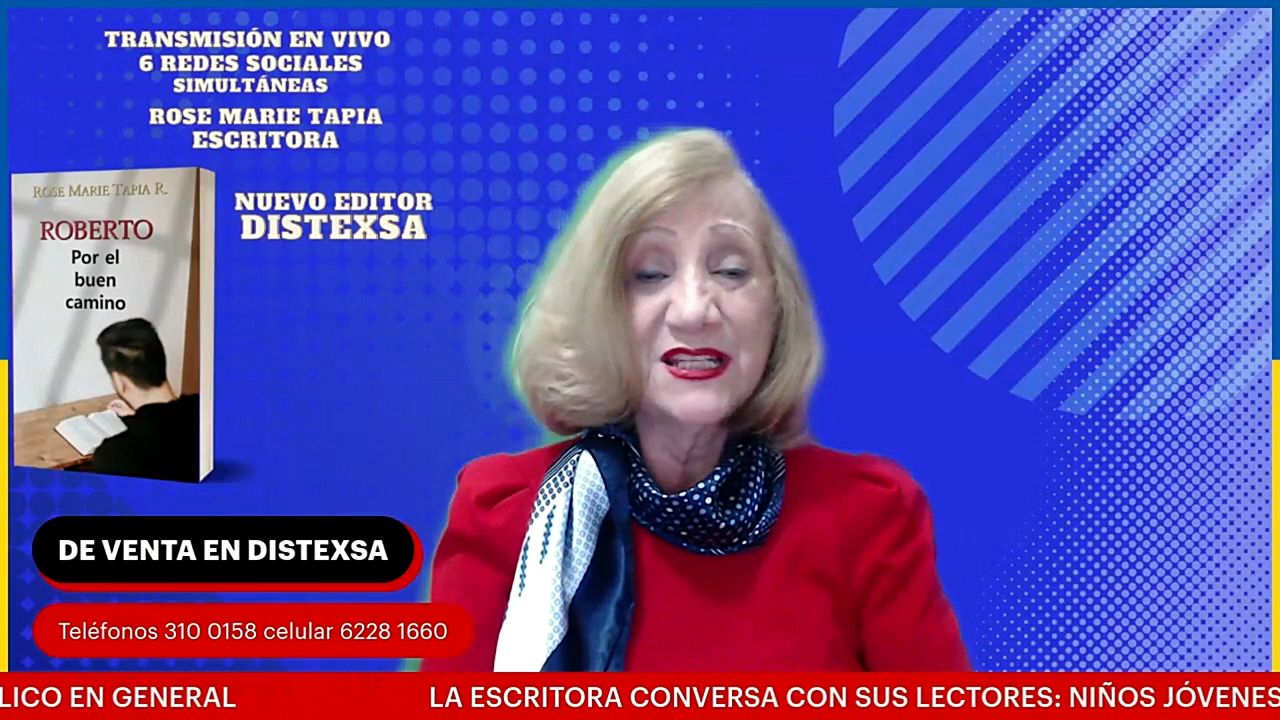 TRANSMISIÓN EN VIVO
6 REDES SOCIALES
SIMULTÁNEAS
ROSE MARIE TAPIA
ESCRITORA
ROSE MARIE TAPIA R.
ROBERTO
Por el
buen
camino
NUEVO EDITOR
DISTEXSA
DE VENTA EN DISTEXSA
Teléfonos 310 0158 celular 6228 1660
LICO EN GENERAL LA ESCRITORA CONVERSA CON SUS LECTORES: NIÑOS JÓVENES